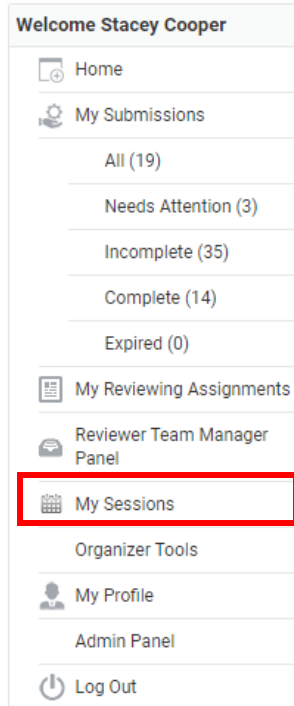 Welcome Stacey Cooper
Home
My Submissions
All (19)
Needs Attention (3)
Incomplete (35)
Complete (14)
Expired (0)
My Reviewing Assignments
Reviewer Team Manager
Panel
My Sessions
Organizer Tools
My Profile
Admin Panel
Log Out